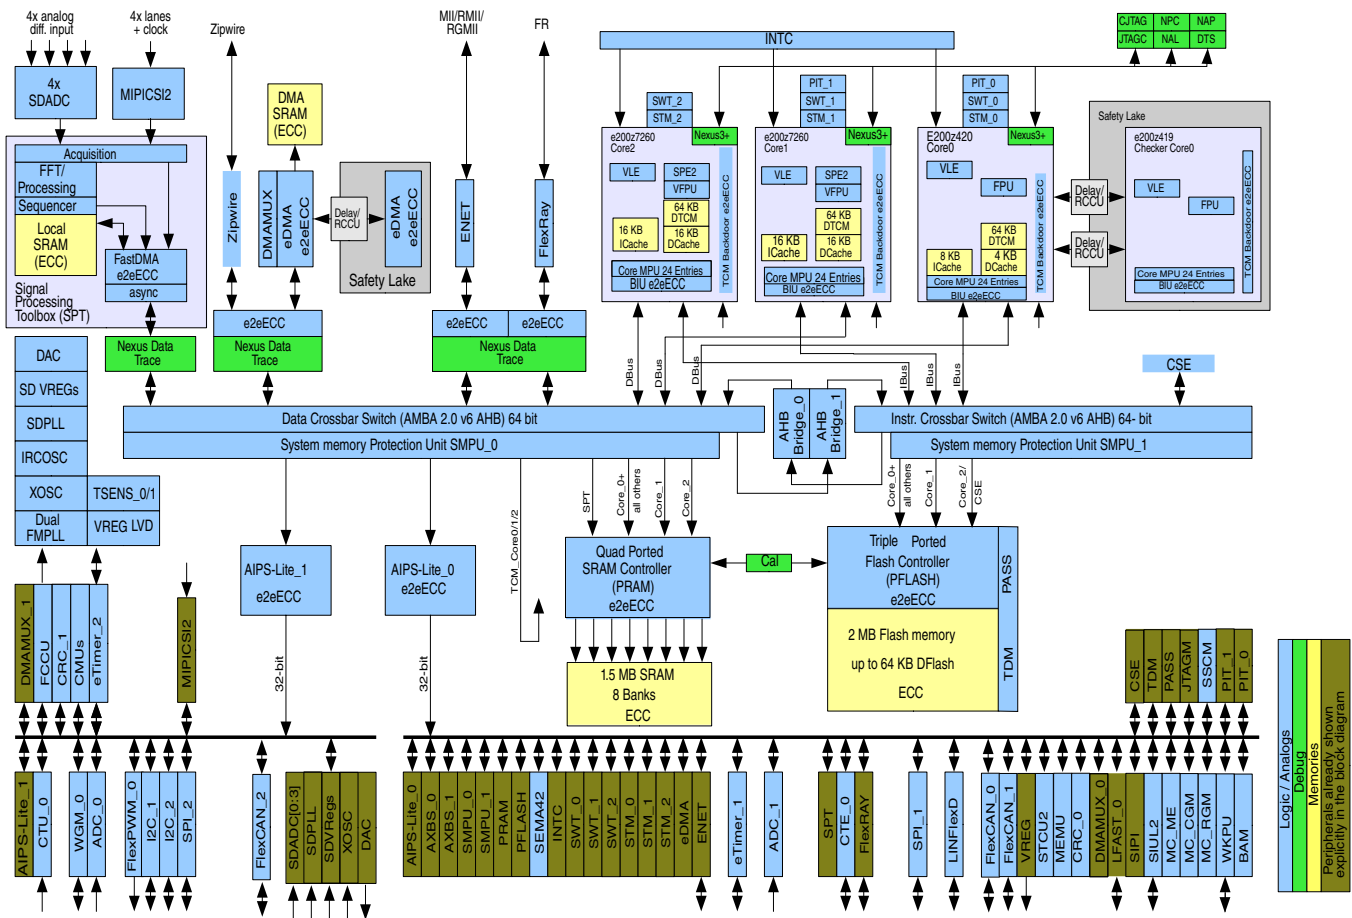 4x analog
diff. input
4x lanes
+ clock
Zipwire
MII/RMII/
RGMII
FR
INTC
CJTAG
NPC
NAP
JTAGC
NAL
DTS
4x
SDADC
MIPICSI2
DMA
SRAM
(ECC)
SWT_2
STM_2
PIT_1
SWT_1
STM_1
PIT_0
SWT_0
STM_0
Safety Lake
Acquisition
FFT/
Processing
Sequencer
Local
SRAM
(ECC)
FastDMA
e2eECC
async
Signal
Processing
Toolbox (SPT)
Zipwire
DMAMUX
eDMA
e2eECC
Delay/
RCCU
eDMA
e2eECC
Safety Lake
ENET
FlexRay
e200z7260
Core2
Nexus3+
VLE
SPE2
VFPU
64 KB
DTCM
16 KB
ICache
16 KB
DCache
Core MPU 24 Entries
BIU e2eECC
TCM Backdoor e2eECC
e200z7260
Core1
Nexus3+
VLE
SPE2
VFPU
64 KB
DTCM
16 KB
ICache
16 KB
DCache
Core MPU 24 Entries
BIU e2eECC
TCM Backdoor e2eECC
E200z420
Core0
Nexus3+
VLE
FPU
64 KB
DTCM
8 KB
ICache
4 KB
DCache
Core MPU 24 Entries
BIU e2eECC
TCM Backdoor e2eECC
Delay/
RCCU
Delay/
RCCU
e200z419
Checker Core0
VLE
FPU
Core MPU 24 Entries
BIU e2eECC
TCM Backdoor e2eECC
Nexus Data
Trace
e2eECC
Nexus Data
Trace
e2eECC
e2eECC
Nexus Data
Trace
DBus
DBus
DBus
IBus
IBus
IBus
CSE
DAC
SD VREGs
SDPLL
IRCOSC
XOSC
TSENS_0/1
Dual
FMPLL
VREG LVD
Data Crossbar Switch (AMBA 2.0 v6 AHB) 64 bit
System memory Protection Unit SMPU_0
AHB
Bridge_0
AHB
Bridge_1
Instr. Crossbar Switch (AMBA 2.0 v6 AHB) 64- bit
System memory Protection Unit SMPU_1
TCM_Core0/1/2
SPT
Core_0+
all others
Core_1
Core_2
Core_0+
all others
Core_1
Core_2/
CSE
AIPS-Lite_1
e2eECC
AIPS-Lite_0
e2eECC
Quad Ported
SRAM Controller
(PRAM)
e2eECC
Cal
Triple Ported
Flash Controller
(PFLASH)
e2eECC
PASS
TDM
2 MB Flash memory
up to 64 KB DFlash
ECC
1.5 MB SRAM
8 Banks
ECC
32-bit
32-bit
DMAMUX_1
FCCU
CRC_1
CMUs
eTimer_2
MIPICSI2
CSE
TDM
PASS
JTAGM
SSCM
PIT_1
PIT_0
AIPS-Lite_1
CTU_0
WGM_0
ADC_0
FlexPWM_0
I2C_1
I2C_2
SPI_2
FlexCAN_2
SDADC[0:3]
SDPLL
SDVRegs
XOSC
DAC
AIPS-Lite_0
AXBS_0
AXBS_1
SMPU_0
SMPU_1
PRAM
PFLASH
SEMA42
INTC
SWT_0
SWT_1
SWT_2
STM_0
STM_1
STM_2
eDMA
ENET
eTimer_1
ADC_1
SPT
CTE_0
FlexRAY
SPI_1
LINFlexD
FlexCAN_0
FlexCAN_1
VREG
STCU2
MEMU
CRC_0
DMAMUX_0
LFAST_0
SIPI
SIUL2
MC_ME
MC_CGM
MC_RGM
WKPU
BAM
Logic / Analogs
Debug
Memories
Peripherals already shown
explicitly in the block diagram